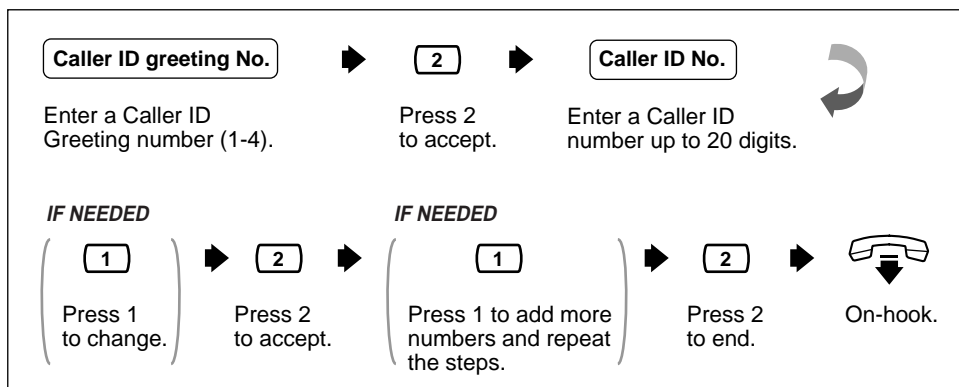 Caller ID greeting No.
2
Caller ID No.
Enter a Caller ID
Greeting number (1-4).
Press 2
to accept.
Enter a Caller ID
number up to 20 digits.
IF NEEDED
IF NEEDED
1
2
1
2
Press 1
to change.
Press 2
to accept.
Press 1 to add more
numbers and repeat
the steps.
Press 2
to end.
On-hook.